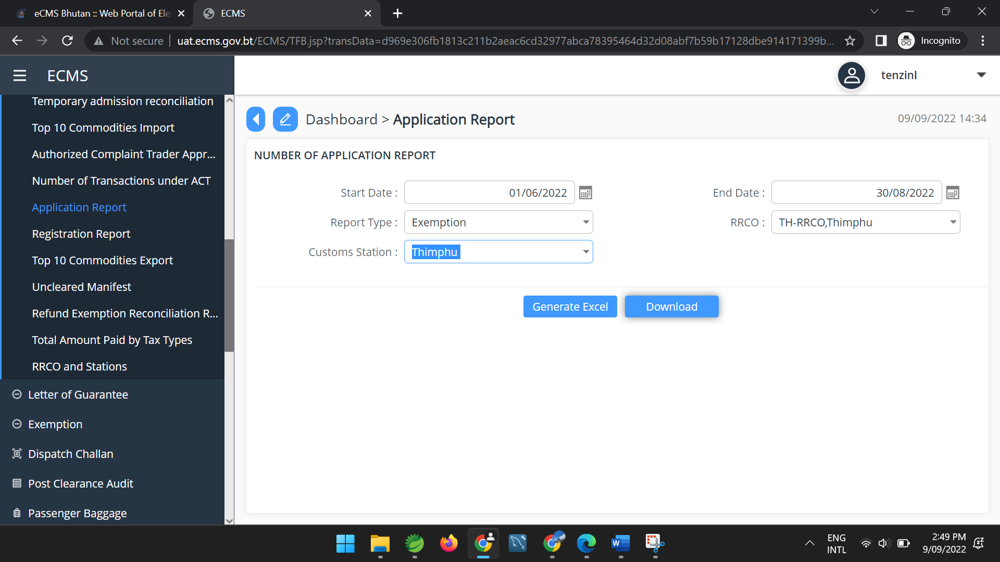 eCMS Bhutan :: Web Portal of Ele
ECMS
Not secure
uat.ecms.gov.bt/ECMS/TFB.jsp?transData=d969e306fb1813c211b2aeac6cd32977abca78395464d32d08abf7b59b17128dbe914171399b...
Incognito
ECMS
tenzinl
Temporary admission reconciliation
Top 10 Commodities Import
Authorized Complaint Trader Appr...
Number of Transactions under ACT
Application Report
Registration Report
Top 10 Commodities Export
Uncleared Manifest
Refund Exemption Reconciliation R...
Total Amount Paid by Tax Types
RRCO and Stations
Letter of Guarantee
Exemption
Dispatch Challan
Post Clearance Audit
Passenger Baggage
Dashboard > Application Report
09/09/2022 14:34
NUMBER OF APPLICATION REPORT
Start Date : 01/06/2022
End Date : 30/08/2022
Report Type : Exemption
RRCO : TH-RRCO,Thimphu
Customs Station : Thimphu
Generate Excel
Download
ENG
INTL
2:49 PM
9/09/2022